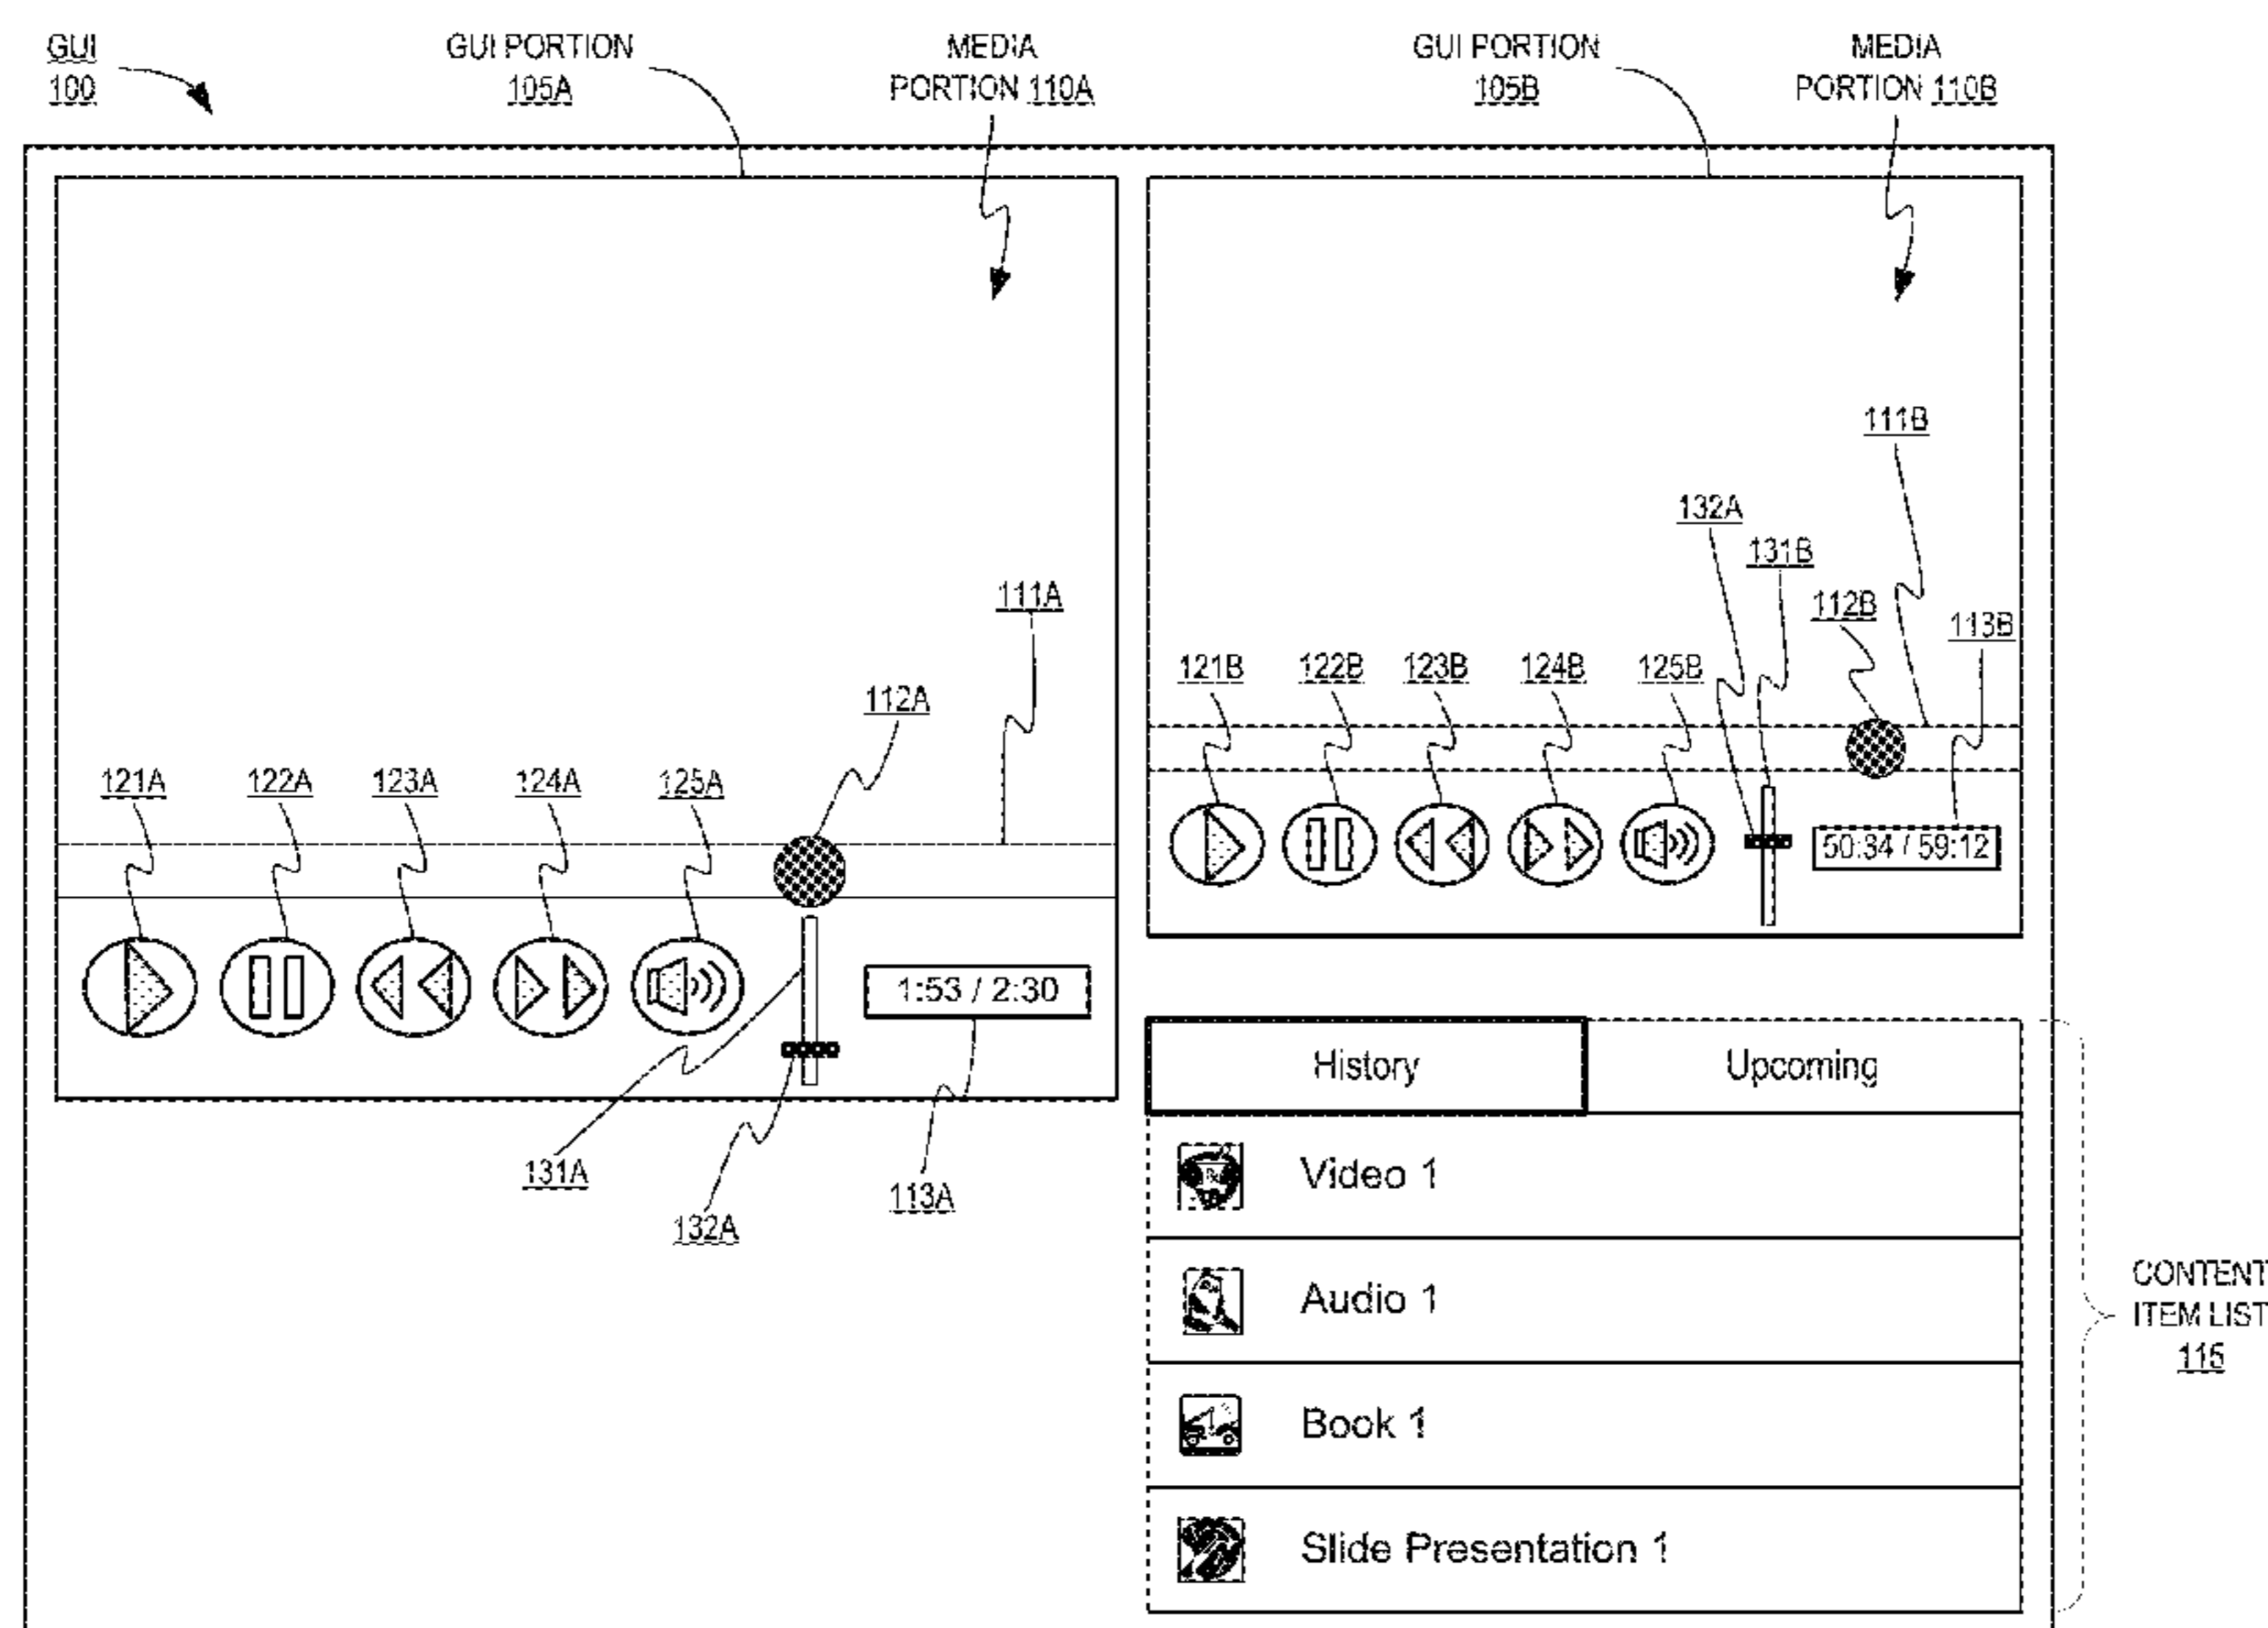 GUI
100
GUI PORTION
105A
MEDIA
PORTION 110A
GUI PORTION
105B
MEDIA
PORTION 110B
111B
132A
131B
112B
113B
111A
121B
122B
123B
124B
125B
112A
121A
122A
123A
124A
125A
50:34 / 59:12
1:53 / 2:30
History
Upcoming
131A
132A
113A
Video 1
Audio 1
Book 1
Slide Presentation 1
CONTENT
ITEM LIST
115